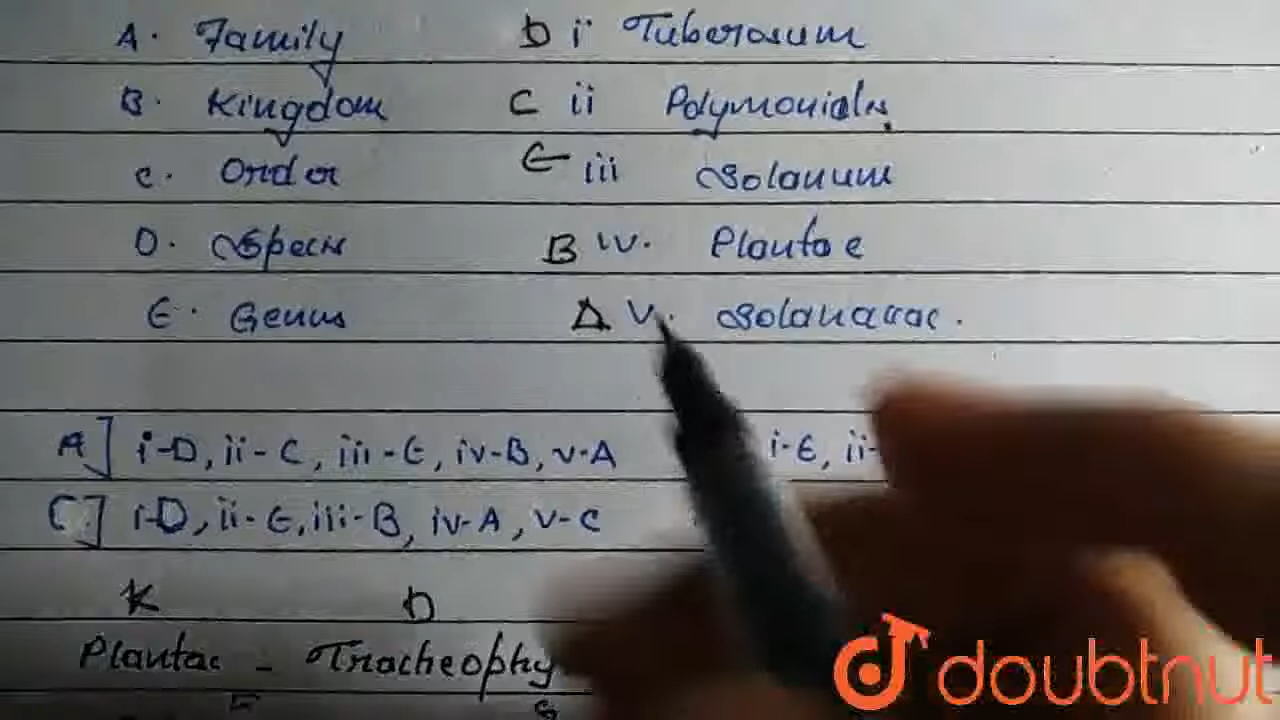 A. Family D i Tuberosum
B. Kingdom C ii Polymoniales
C. Order E iii Solanum
D. Species B iv. Plantae
E. Genus A v. Solanaceae.
A] i-D, ii-C, iii-E, iv-B, v-A i-E, ii-
C] i-D, ii-E, iii-B, iv-A, v-C
K D
Plantae - Tracheophy
F G
doubtnut